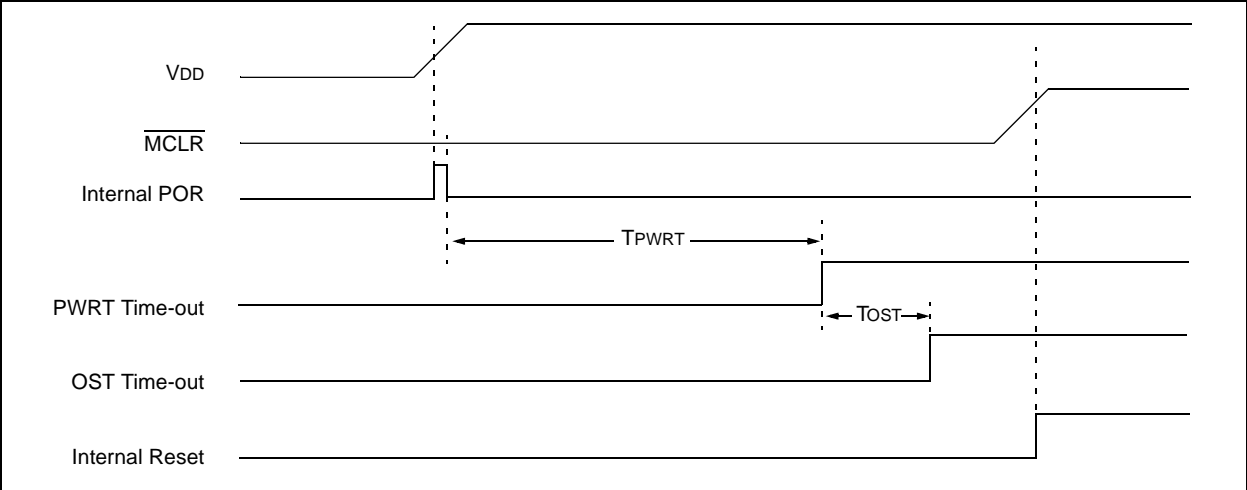 VDD
MCLR
Internal POR
TPWRT
PWRT Time-out
TOST
OST Time-out
Internal Reset